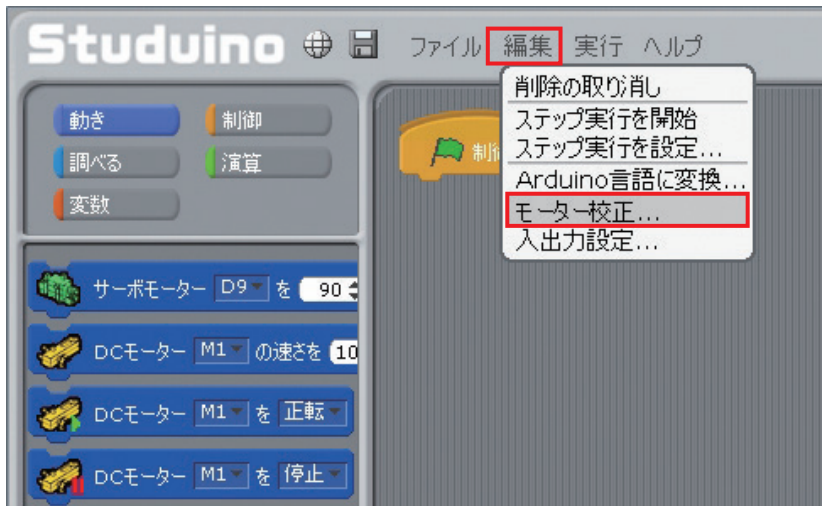 Studuino ファイル 編集 実行 ヘルプ
削除の取り消し
ステップ実行を開始
ステップ実行を設定...
Arduino言語に変換...
モーター校正...
入出力設定...
動き 制御
調べる 演算
変数
制御
サーボモーター D9 を 90
DCモーター M1 の速さを 10
DCモーター M1 を 正転
DCモーター M1 を 停止